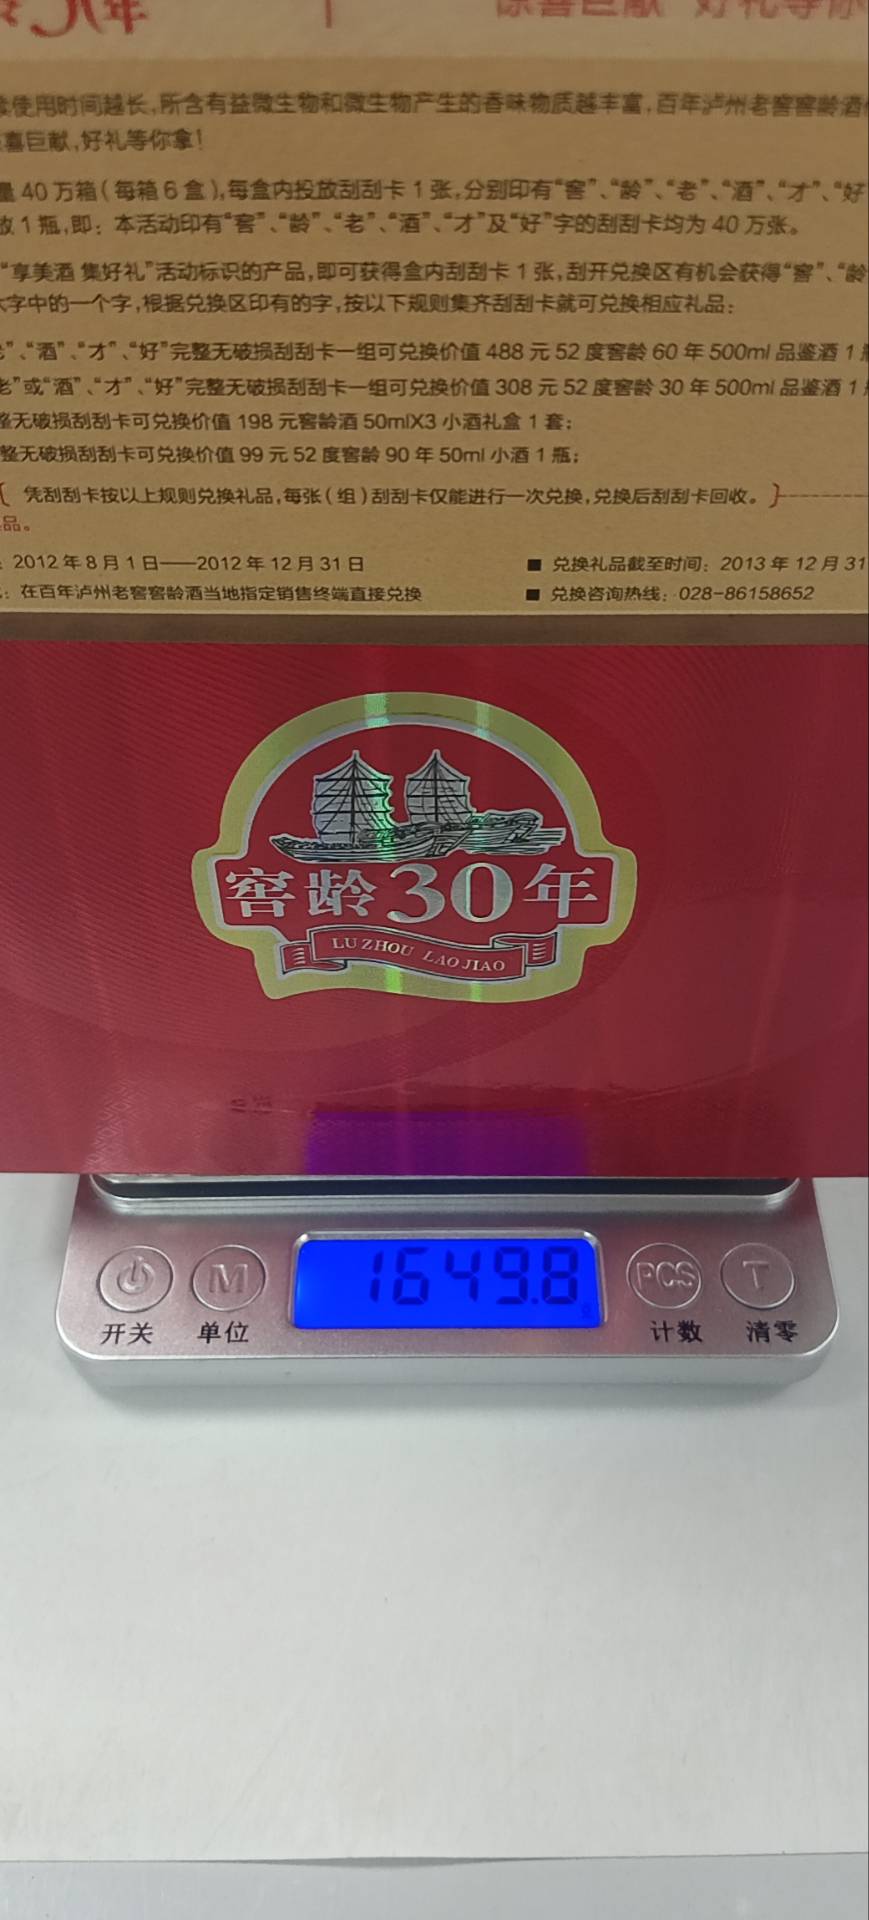 惊喜巨献 好礼等你
使用时间越长,所含有益微生物和微生物产生的香味物质越丰富,百年泸州老窖窖龄酒
喜巨献,好礼等你拿!
量 40 万箱(每箱 6 盒),每盒内投放刮刮卡 1 张,分别印有“窖”、“龄”、“老”、“酒”、“才”、“好
放 1 瓶,即:本活动印有“窖”、“龄”、“老”、“酒”、“才”及“好”字的刮刮卡均为 40 万张。
“享美酒 集好礼”活动标识的产品,即可获得盒内刮刮卡 1 张,刮开兑换区有机会获得“窖”、“龄
字中的一个字,根据兑换区印有的字,按以下规则集齐刮刮卡就可兑换相应礼品:
”、“酒”、“才”、“好”完整无破损刮刮卡一组可兑换价值 488 元 52 度窖龄 60 年 500ml 品鉴酒 1
老”或“酒”、“才”、“好”完整无破损刮刮卡一组可兑换价值 308 元 52 度窖龄 30 年 500ml 品鉴酒 1
整无破损刮刮卡可兑换价值 198 元窖龄酒 50mlX3 小酒礼盒 1 套;
整无破损刮刮卡可兑换价值 99 元 52 度窖龄 90 年 50ml 小酒 1 瓶;
凭刮刮卡按以上规则兑换礼品,每张(组)刮刮卡仅能进行一次兑换,兑换后刮刮卡回收。
品。
: 2012 年 8 月 1 日——2012 年 12 月 31 日 ■ 兑换礼品截至时间: 2013 年 12 月 31
: 在百年泸州老窖窖龄酒当地指定销售终端直接兑换 ■ 兑换咨询热线: 028-86158652
窖龄30年
LUZHOU LAOJIAO
M 1649.8 PCS T
开关 单位 计数 清零